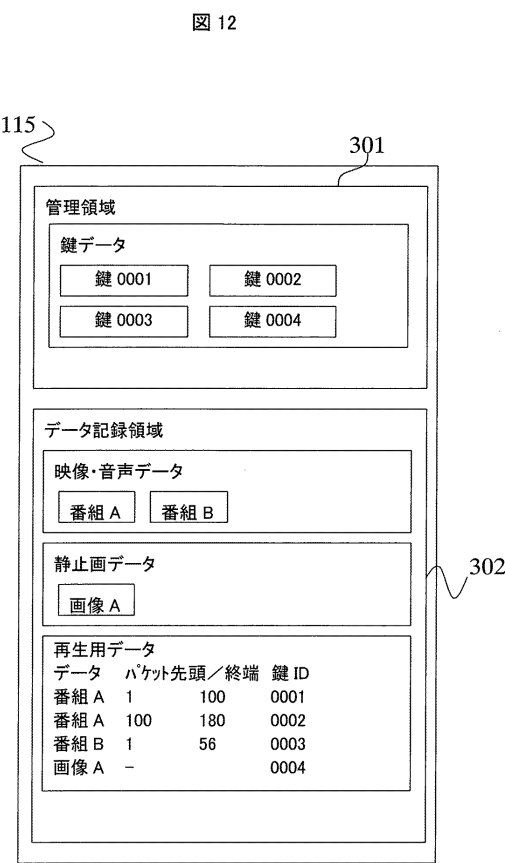 図 12
115
301
管理領域
鍵データ
鍵 0001 鍵 0002
鍵 0003 鍵 0004
データ記録領域
映像・音声データ
番組 A 番組 B
静止画データ
画像 A
302
再生用データ
データ パケット先頭／終端 鍵 ID
番組 A 1 100 0001
番組 A 100 180 0002
番組 B 1 56 0003
画像 A − 0004